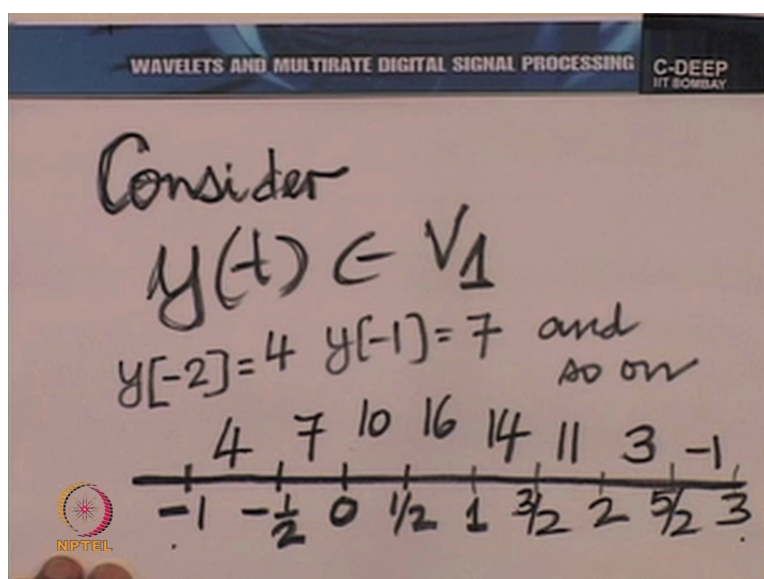 WAVELETS AND MULTIRATE DIGITAL SIGNAL PROCESSING
C-DEEP
IIT BOMBAY
Consider
y(t) ∈ V1
y[-2]=4 y[-1]=7 and
so on
4 7 10 16 14 11 3 -1
-1 -1/2 0 1/2 1 3/2 2 5/2 3
NPTEL